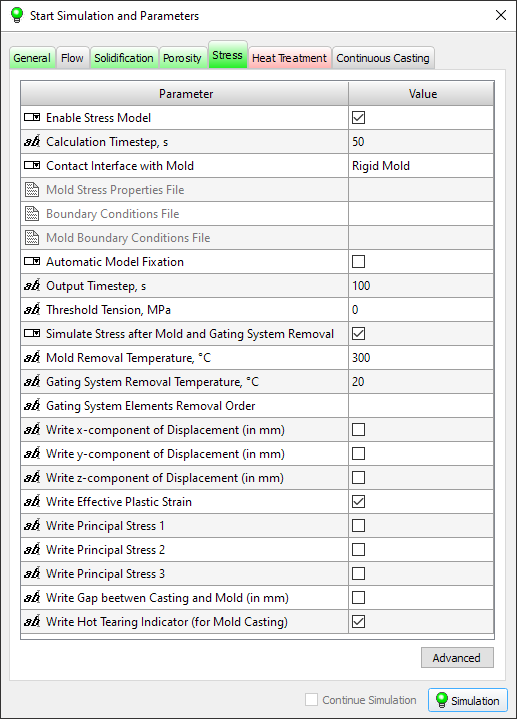 Start Simulation and Parameters
General Flow Solidification Porosity Stress Heat Treatment Continuous Casting
Parameter Value
Enable Stress Model
Calculation Timestep, s 50
Contact Interface with Mold Rigid Mold
Mold Stress Properties File
Boundary Conditions File
Mold Boundary Conditions File
Automatic Model Fixation
Output Timestep, s 100
Threshold Tension, MPa 0
Simulate Stress after Mold and Gating System Removal
Mold Removal Temperature, °C 300
Gating System Removal Temperature, °C 20
Gating System Elements Removal Order
Write x-component of Displacement (in mm)
Write y-component of Displacement (in mm)
Write z-component of Displacement (in mm)
Write Effective Plastic Strain
Write Principal Stress 1
Write Principal Stress 2
Write Principal Stress 3
Write Gap beetwen Casting and Mold (in mm)
Write Hot Tearing Indicator (for Mold Casting)
Advanced
Continue Simulation Simulation